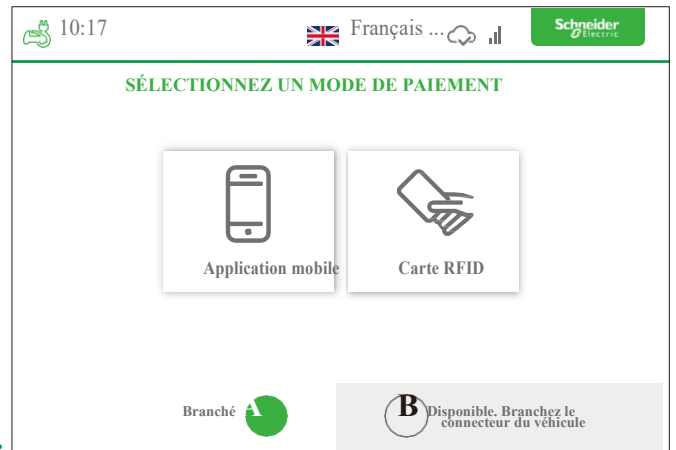 10:17
Français ...
Schneider
Electric
SÉLECTIONNEZ UN MODE DE PAIEMENT
Application mobile
Carte RFID
Branché
A
B
Disponible. Branchez le
connecteur du véhicule